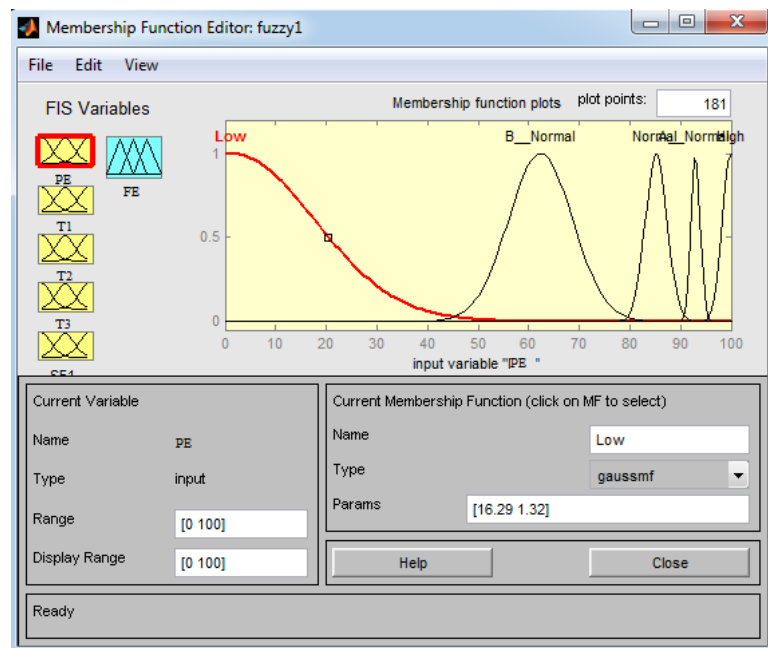 Membership Function Editor: fuzzy1
File Edit View
FIS Variables
PE
FE
T1
T2
T3
Membership function plots
plot points: 181
Low B__Normal High
1
0.5
0
0 10 20 30 40 50 60 70 80 90 100
input variable "PE "
Current Variable
Name PE
Type input
Range [0 100]
Display Range [0 100]
Current Membership Function (click on MF to select)
Name Low
Type gaussmf
Params [16.29 1.32]
Help Close
Ready